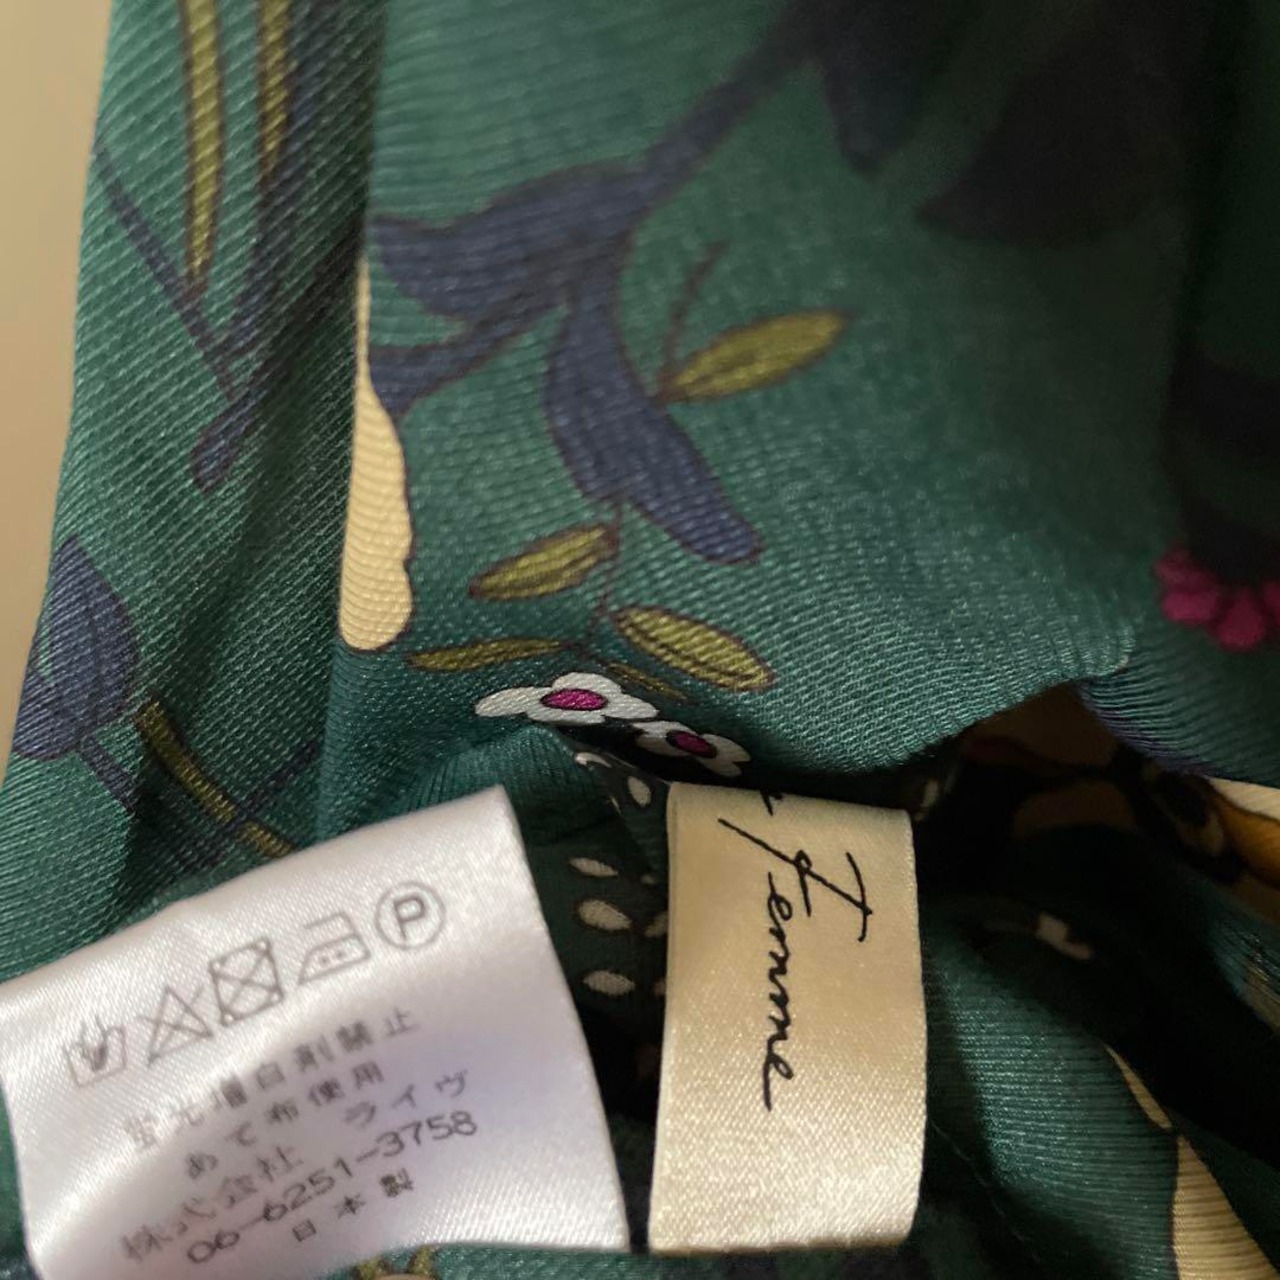 P
蛍光増白剤禁止
あて布使用
株式会社 ライヴ
06-6251-3758
日本製
Femme